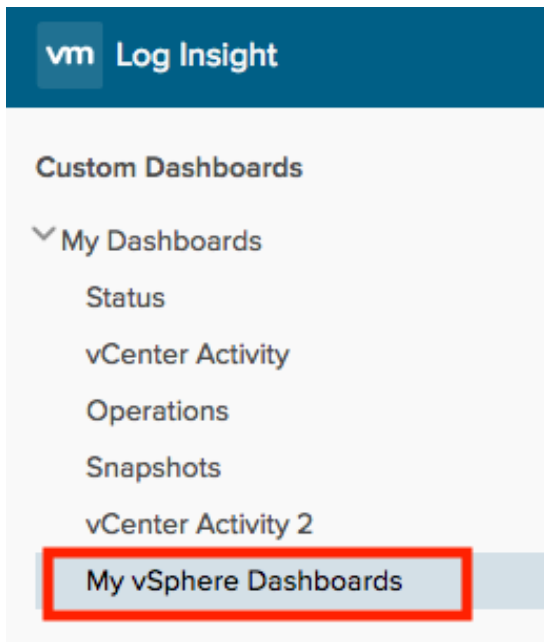 vm Log Insight
Custom Dashboards
My Dashboards
Status
vCenter Activity
Operations
Snapshots
vCenter Activity 2
My vSphere Dashboards